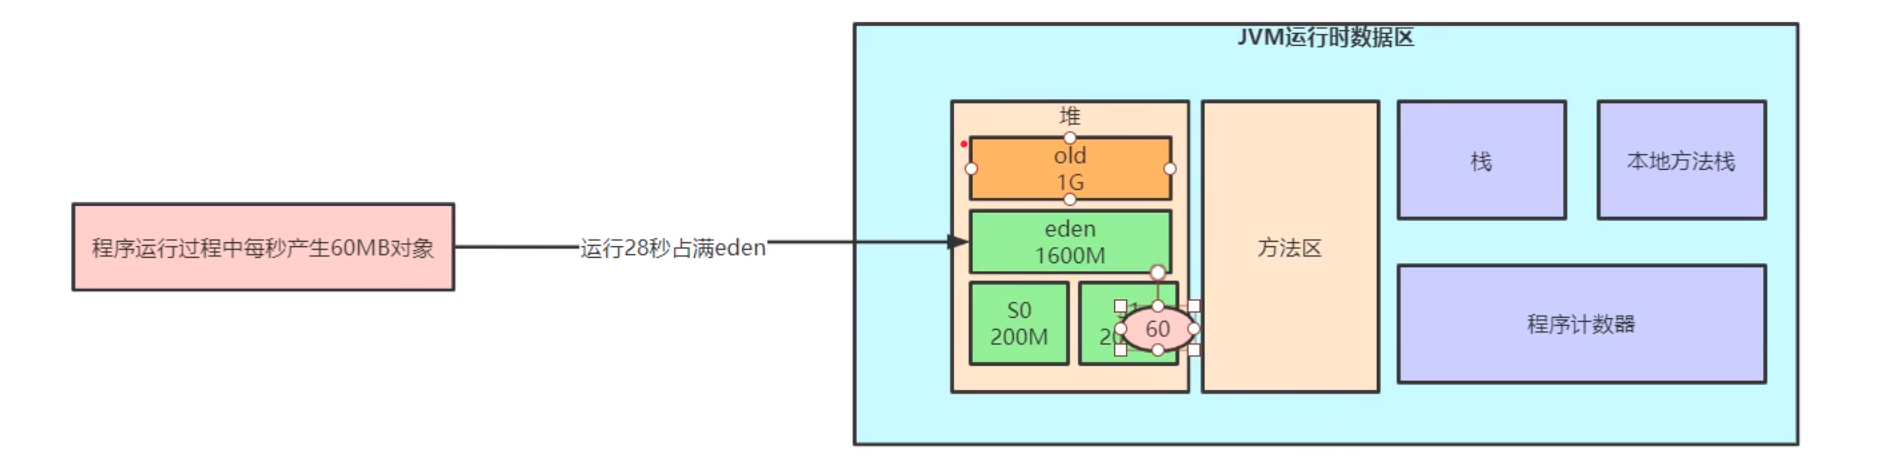 JVM运行时数据区
程序运行过程中每秒产生60MB对象
运行28秒占满eden
堆
old
1G
eden
1600M
S0
200M
60
方法区
栈
本地方法栈
程序计数器